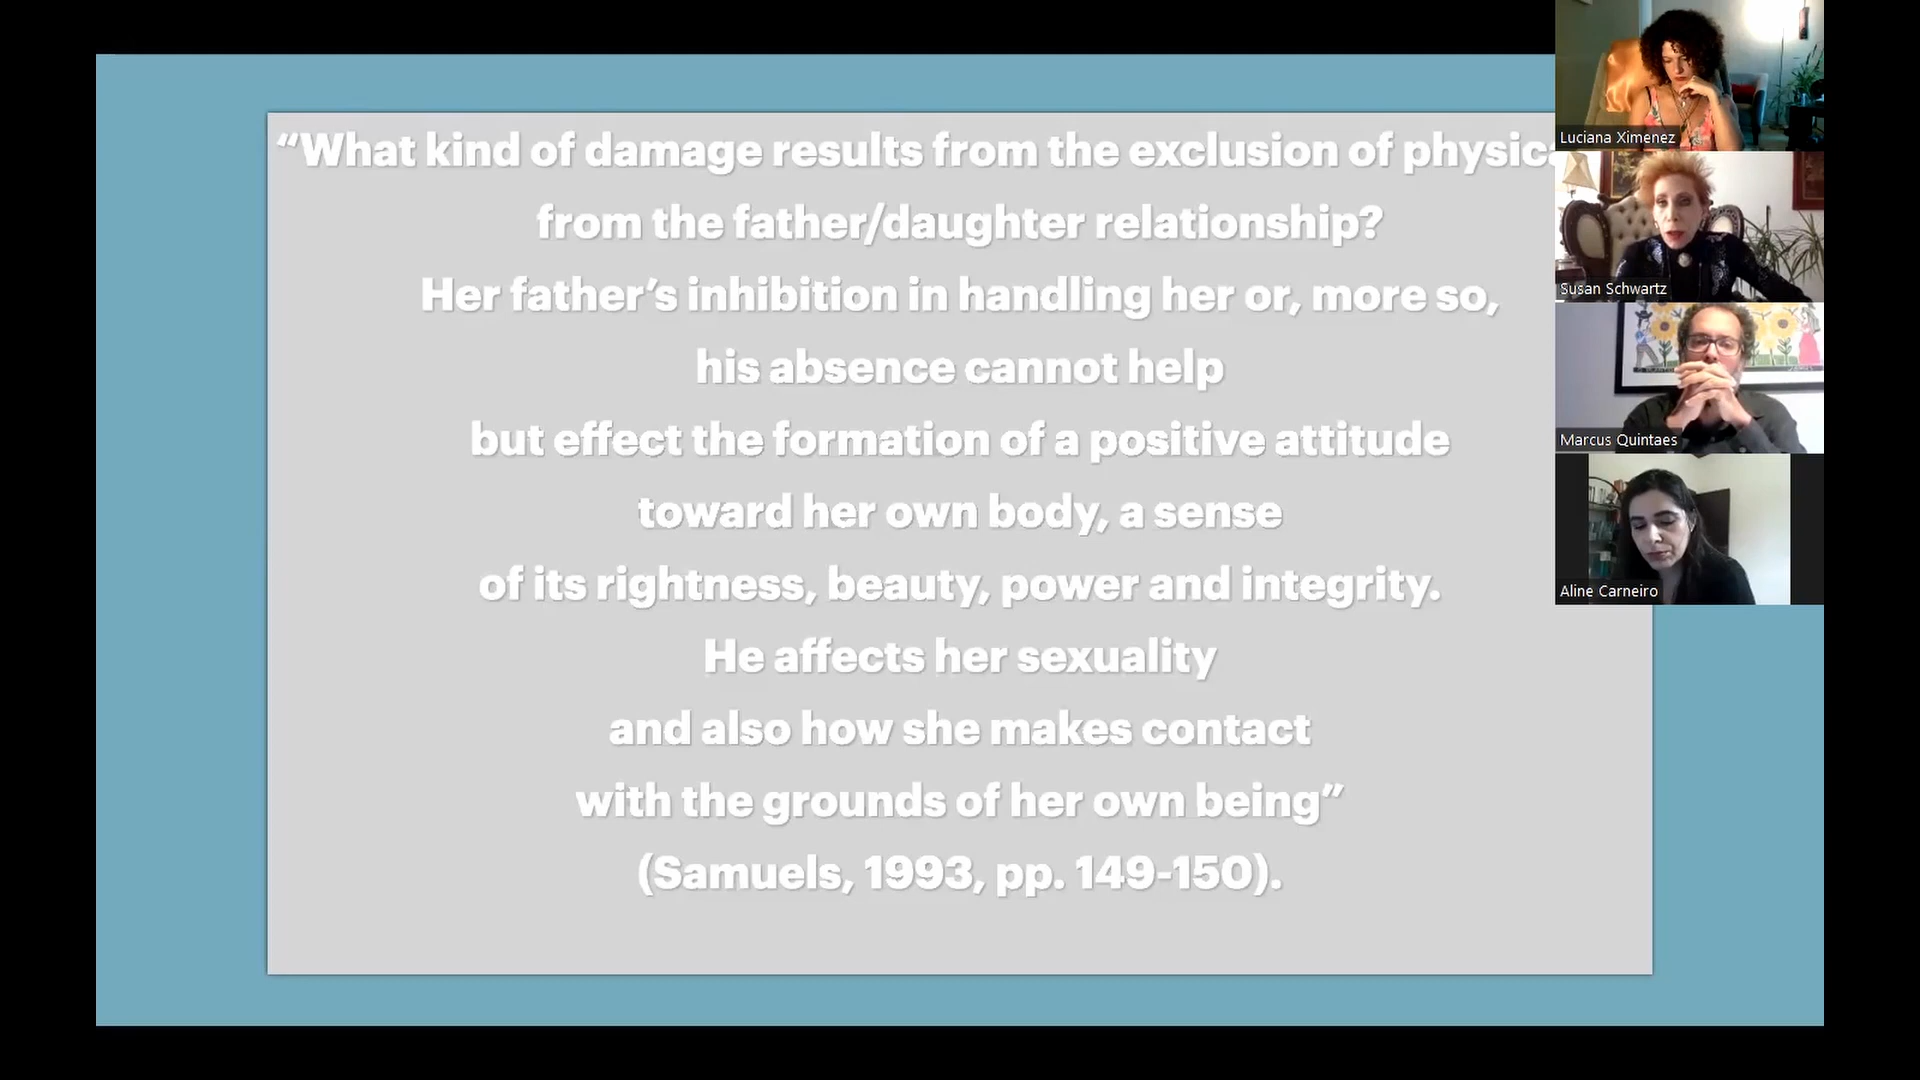 “What kind of damage results from the exclusion of
from the father/daughter relationship?
Her father’s inhibition in handling her or, more so,
his absence cannot help
but effect the formation of a positive attitude
toward her own body, a sense
of its rightness, beauty, power and integrity.
He affects her sexuality
and also how she makes contact
with the grounds of her own being”
(Samuels, 1993, pp. 149-150).
Luciana Ximenez
Susan Schwartz
Marcus Quintaes
Aline Carneiro